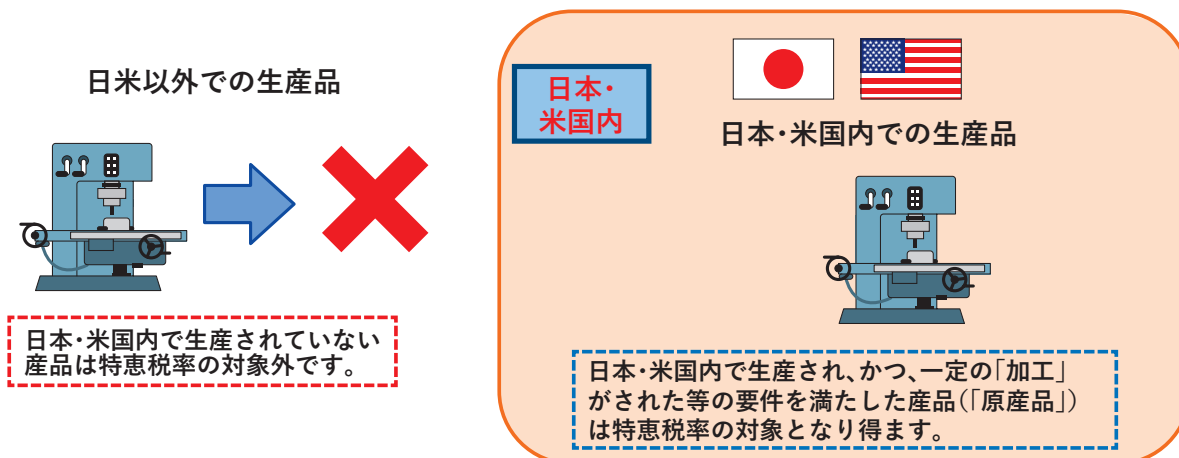 日米以外での生産品
日本・米国内で生産されていない
産品は特恵税率の対象外です。
日本・
米国内
日本・米国内での生産品
日本・米国内で生産され、かつ、一定の「加工」
がされた等の要件を満たした産品(「原産品」)
は特恵税率の対象となり得ます。